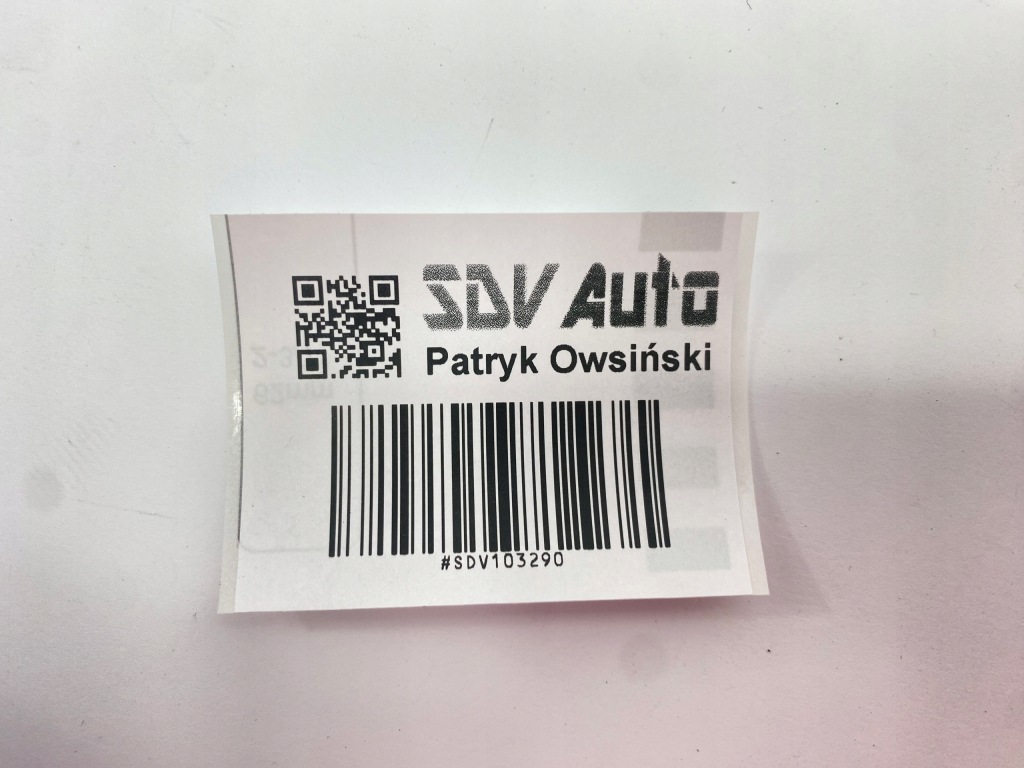 SDV Auto
Patryk Owsiński
#SDV103290